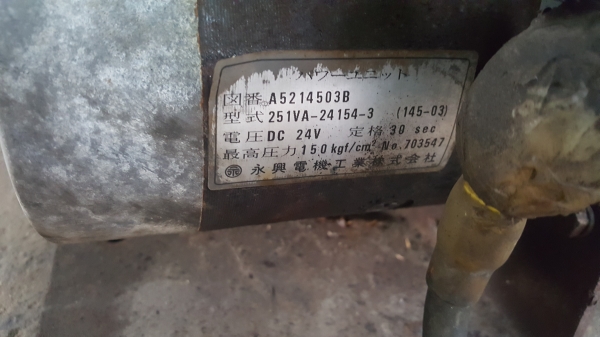 パワーユニット
図番 A5214503B
型式 251VA-24154-3 (145-03)
電圧 DC 24V 定格 30 sec
最高圧力 150 kgf/cm² No. 703547
永興電機工業株式会社